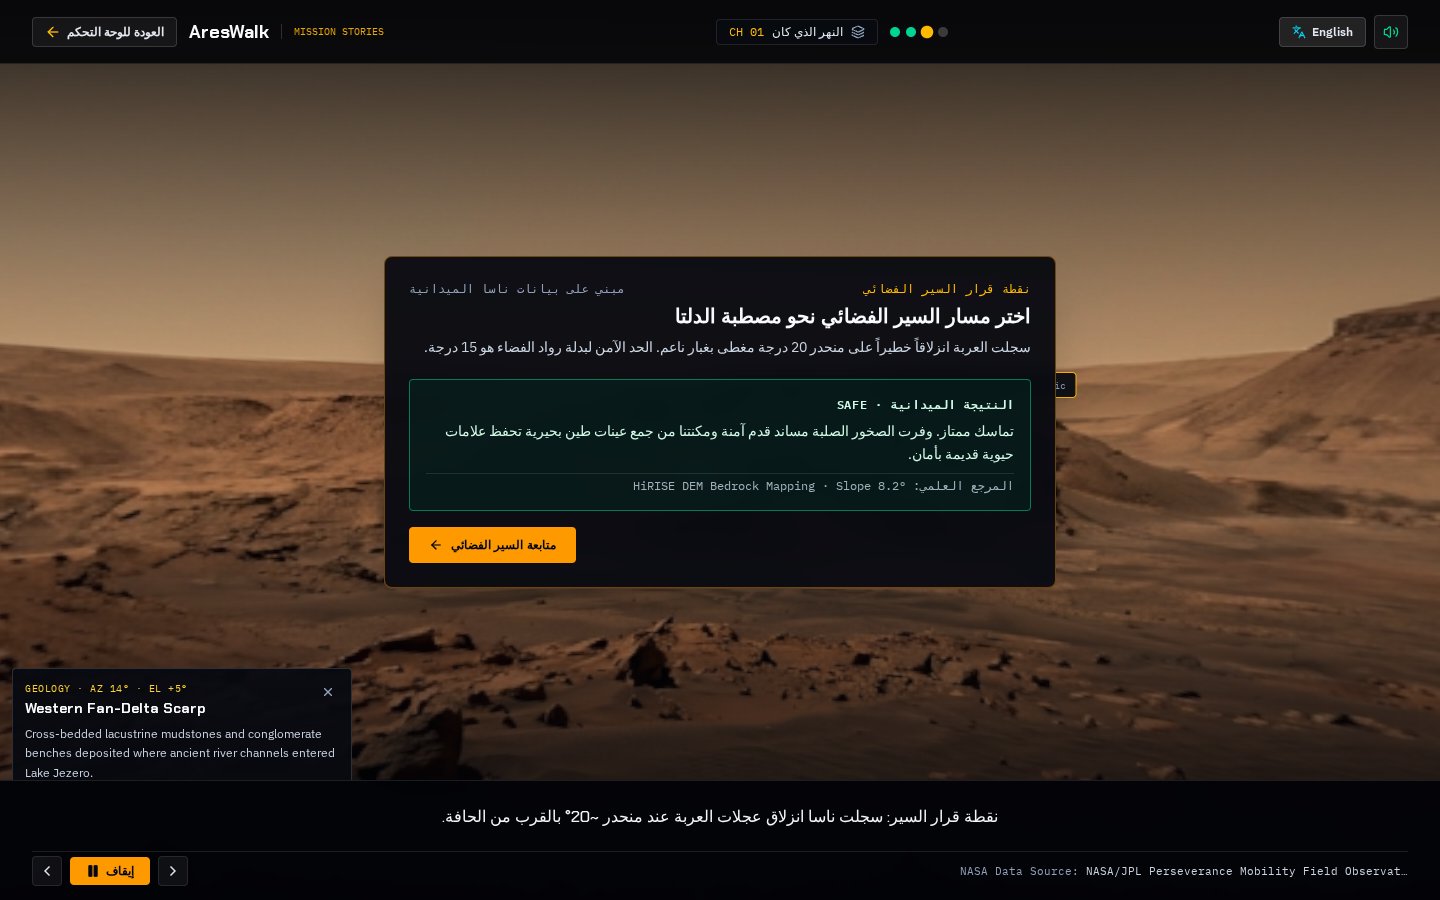 العودة للوحة التحكم
AresWalk
MISSION STORIES
CH 01 النهر الذي كان
English
نقطة قرار السير الفضائي
مبني على بيانات ناسا الميدانية
اختر مسار السير الفضائي نحو مصطبة الدلتا
سجلت العربة انزلاقاً خطيراً على منحدر 20 درجة مغطى بغبار ناعم. الحد الآمن لبدلة رواد الفضاء هو 15 درجة.
النتيجة الميدانية · SAFE
تماسك ممتاز. وفرت الصخور الصلبة مساند قدم آمنة ومكنتنا من جمع عينات طين بحيرية تحفظ علامات
حيوية قديمة بأمان.
المرجع العلمي: HiRISE DEM Bedrock Mapping · Slope 8.2°
متابعة السير الفضائي
ic
GEOLOGY · AZ 14° · EL +5°
Western Fan-Delta Scarp
Cross-bedded lacustrine mudstones and conglomerate
benches deposited where ancient river channels entered
Lake Jezero.
نقطة قرار السير: سجلت ناسا انزلاق عجلات العربة عند منحدر ~20° بالقرب من الحافة.
إيقاف
NASA Data Source: NASA/JPL Perseverance Mobility Field Observat…